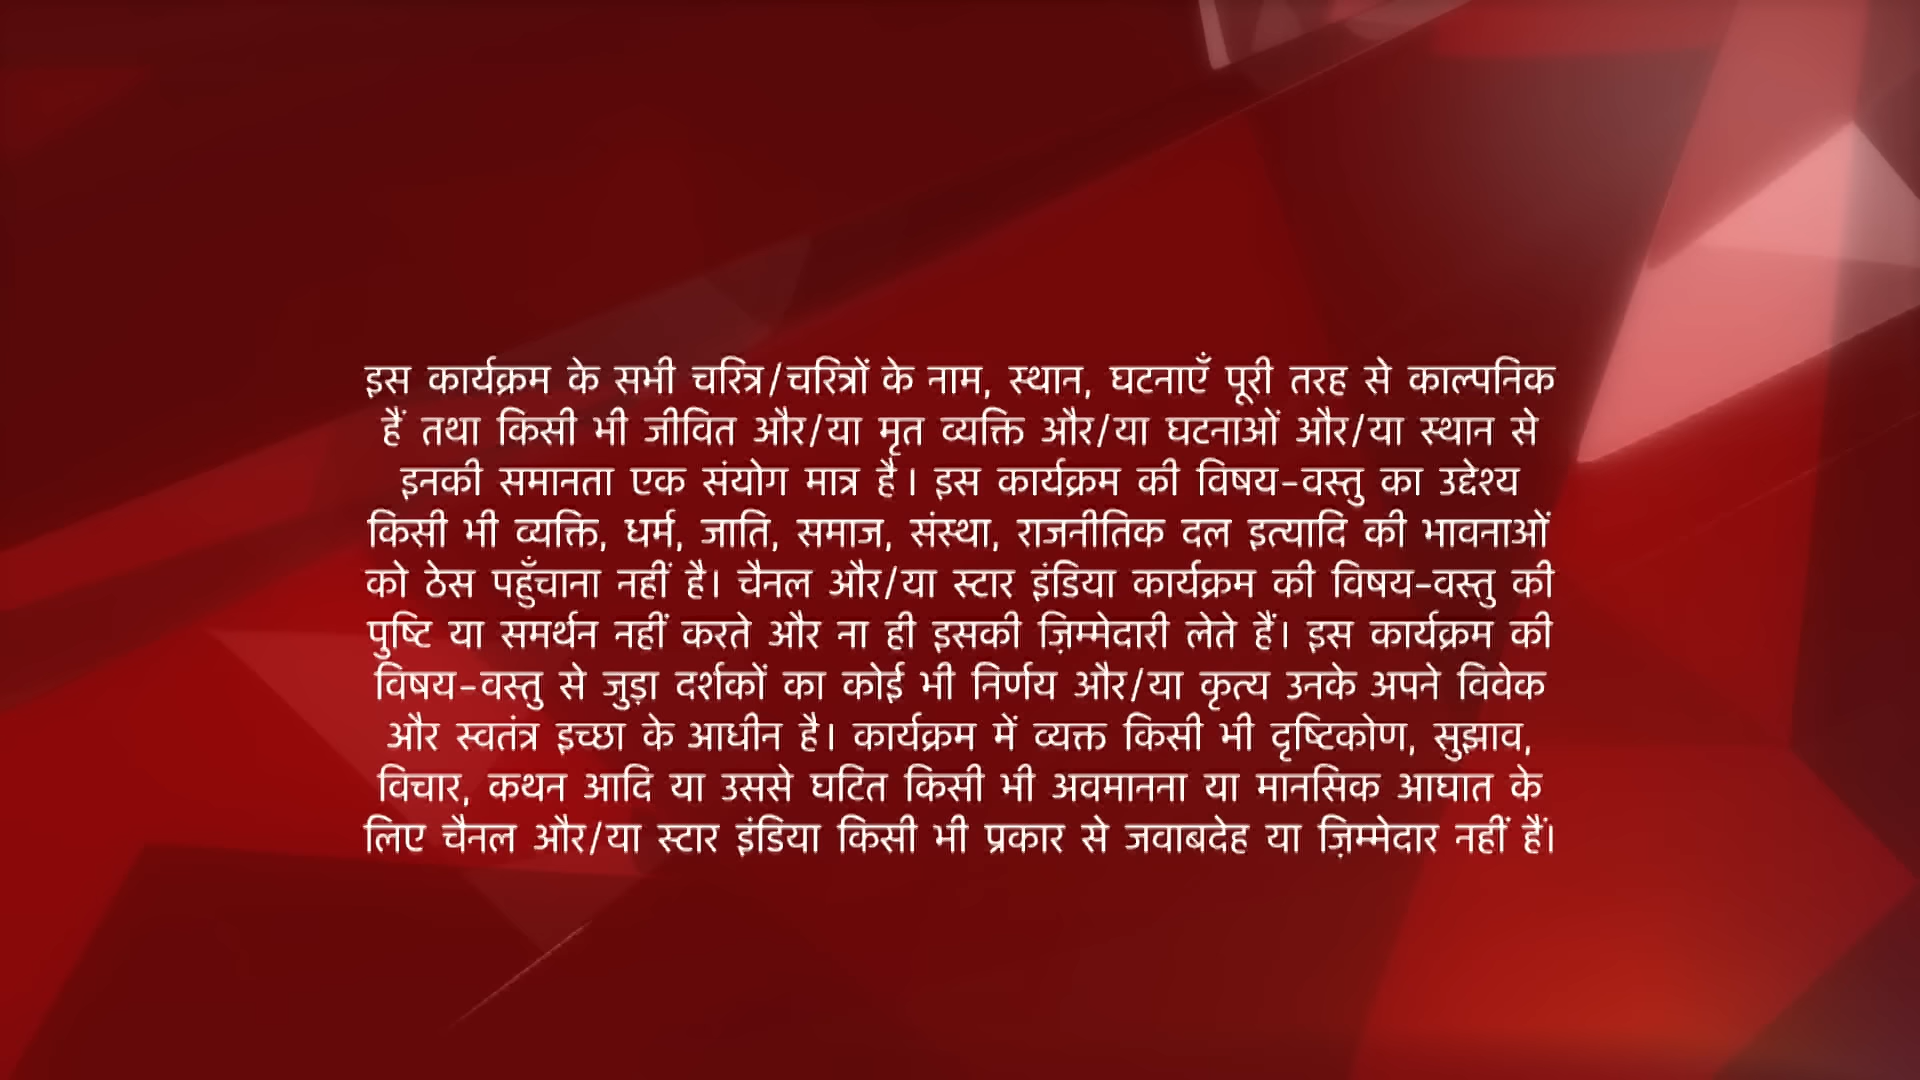 इस कार्यक्रम के सभी चरित्र/चरित्रों के नाम, स्थान, घटनाएँ पूरी तरह से काल्पनिक
हैं तथा किसी भी जीवित और/या मृत व्यक्ति और/या घटनाओं और/या स्थान से
इनकी समानता एक संयोग मात्र है। इस कार्यक्रम की विषय-वस्तु का उद्देश्य
किसी भी व्यक्ति, धर्म, जाति, समाज, संस्था, राजनीतिक दल इत्यादि की भावनाओं
को ठेस पहुँचाना नहीं है। चैनल और/या स्टार इंडिया कार्यक्रम की विषय-वस्तु की
पुष्टि या समर्थन नहीं करते और ना ही इसकी ज़िम्मेदारी लेते हैं। इस कार्यक्रम की
विषय-वस्तु से जुड़ा दर्शकों का कोई भी निर्णय और/या कृत्य उनके अपने विवेक
और स्वतंत्र इच्छा के आधीन है। कार्यक्रम में व्यक्त किसी भी दृष्टिकोण, सुझाव,
विचार, कथन आदि या उससे घटित किसी भी अवमानना या मानसिक आघात के
लिए चैनल और/या स्टार इंडिया किसी भी प्रकार से जवाबदेह या ज़िम्मेदार नहीं हैं।